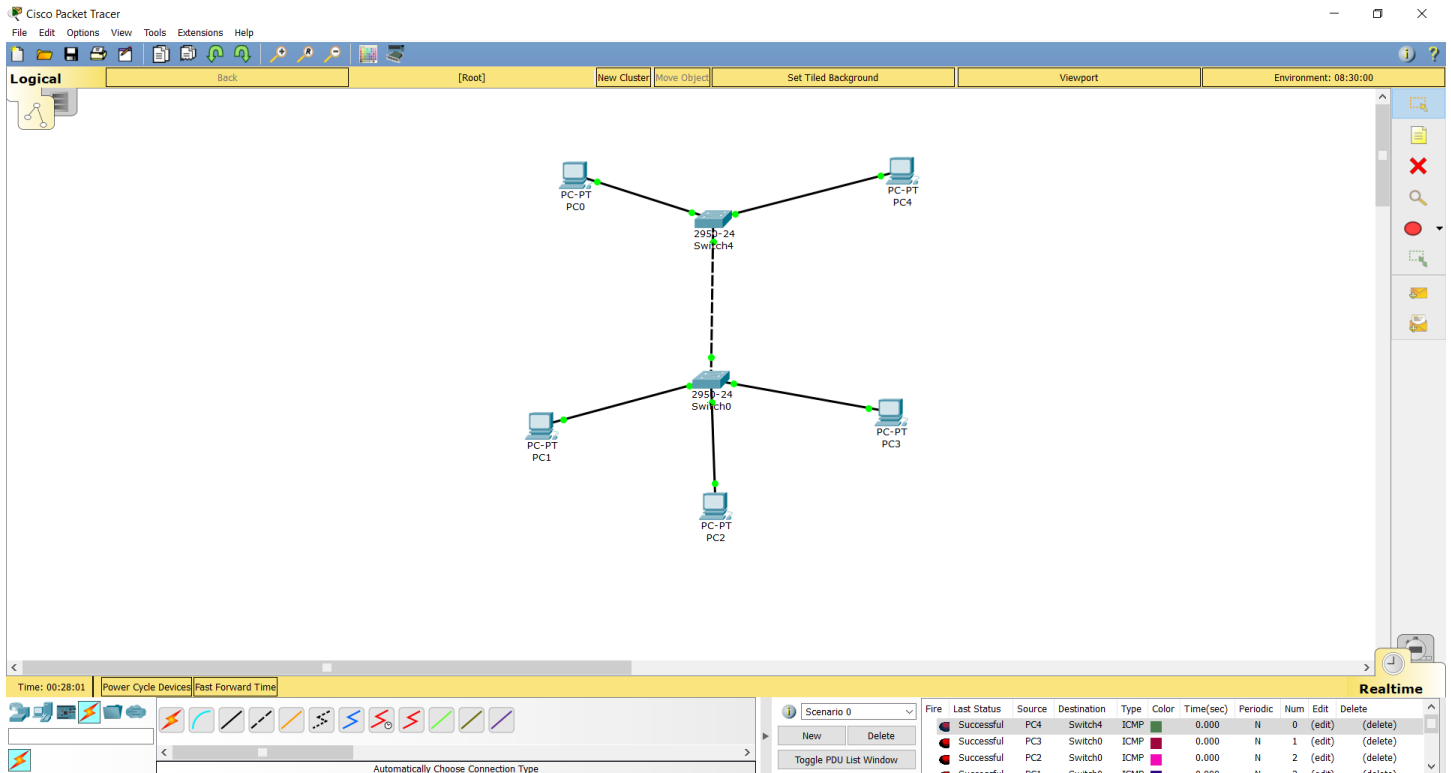 Cisco Packet Tracer
File Edit Options View Tools Extensions Help
Logical Back [Root] New Cluster Move Object Set Tiled Background Viewport Environment: 08:30:00
PC-PT
PC0
PC-PT
PC4
2950-24
Switch4
2950-24
Switch0
PC-PT
PC1
PC-PT
PC3
PC-PT
PC2
Time: 00:28:01 Power Cycle Devices Fast Forward Time
Realtime
Automatically Choose Connection Type
Scenario 0
New Delete
Toggle PDU List Window
Fire Last Status Source Destination Type Color Time(sec) Periodic Num Edit Delete
Successful PC4 Switch4 ICMP 0.000 N 0 (edit) (delete)
Successful PC3 Switch0 ICMP 0.000 N 1 (edit) (delete)
Successful PC2 Switch0 ICMP 0.000 N 2 (edit) (delete)